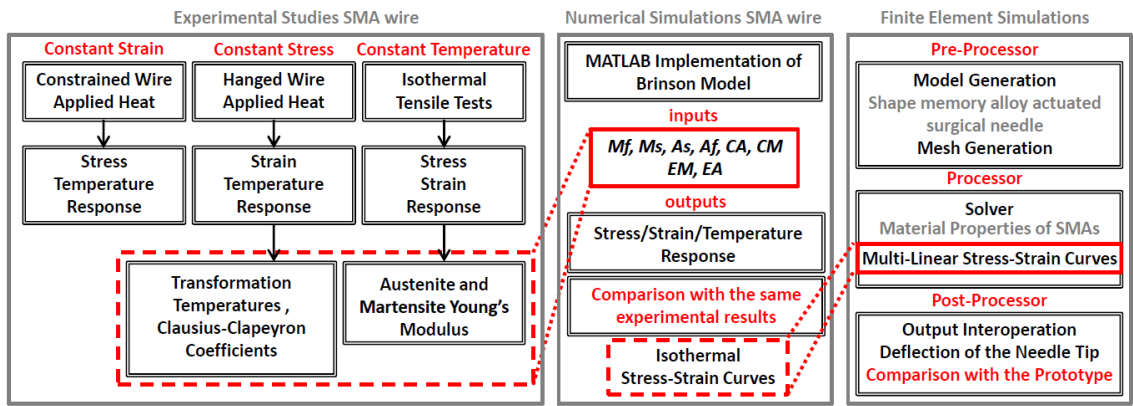 Experimental Studies SMA wire
Constant Strain
Constant Stress
Constant Temperature
Constrained Wire
Applied Heat
Hanged Wire
Applied Heat
Isothermal
Tensile Tests
Stress
Temperature
Response
Strain
Temperature
Response
Stress
Strain
Response
Transformation
Temperatures ,
Clausius-Clapeyron
Coefficients
Austenite and
Martensite Young's
Modulus
Numerical Simulations SMA wire
MATLAB Implementation of
Brinson Model
inputs
Mf, Ms, As, Af, CA, CM
EM, EA
outputs
Stress/Strain/Temperature
Response
Comparison with the same
experimental results
Isothermal
Stress-Strain Curves
Finite Element Simulations
Pre-Processor
Model Generation
Shape memory alloy actuated
surgical needle
Mesh Generation
Processor
Solver
Material Properties of SMAs
Multi-Linear Stress-Strain Curves
Post-Processor
Output Interoperation
Deflection of the Needle Tip
Comparison with the Prototype